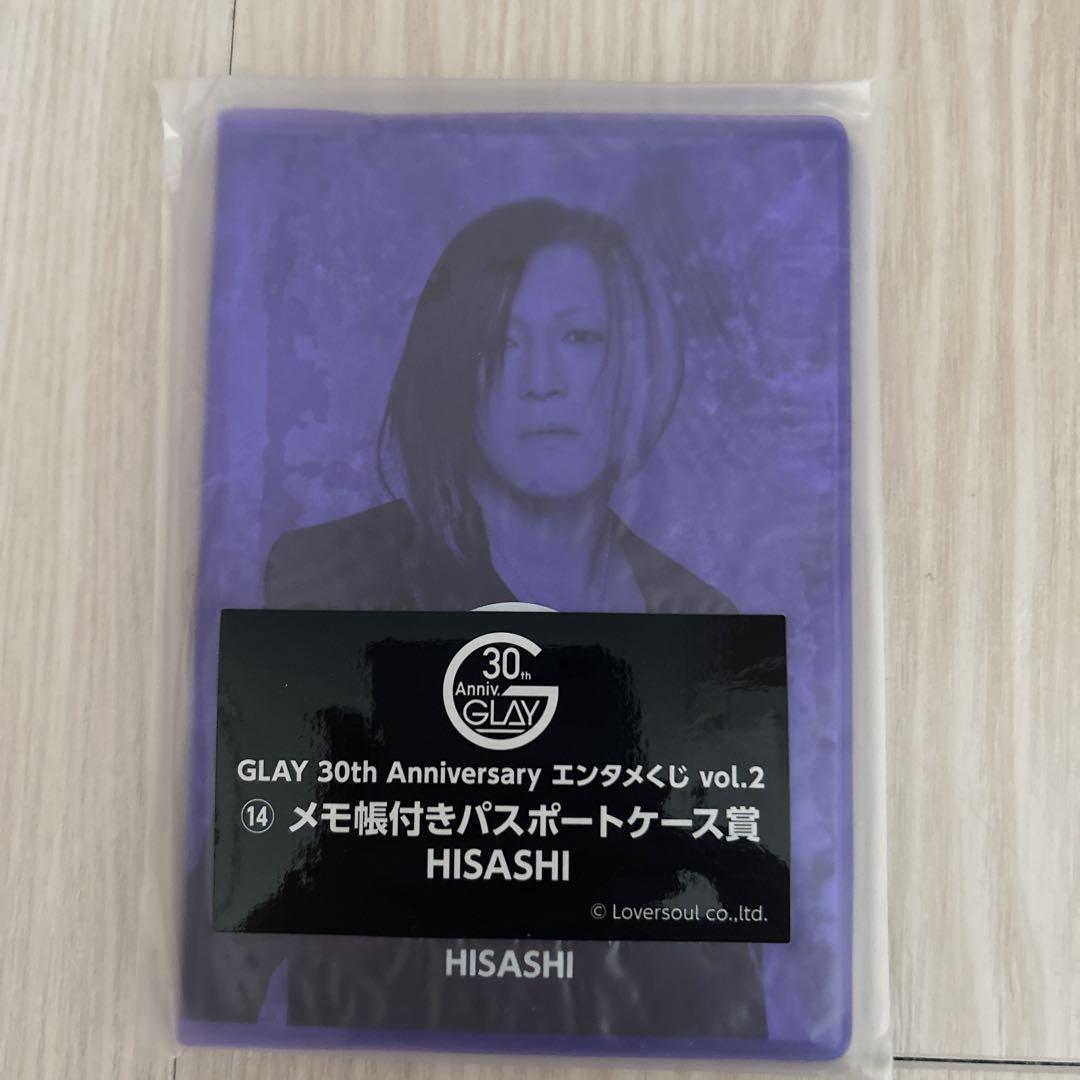 30th
Anniv.
GLAY
GLAY 30th Anniversary エンタメくじ vol.2
⑭ メモ帳付きパスポートケース賞
HISASHI
© Loversoul co.,ltd.
HISASHI